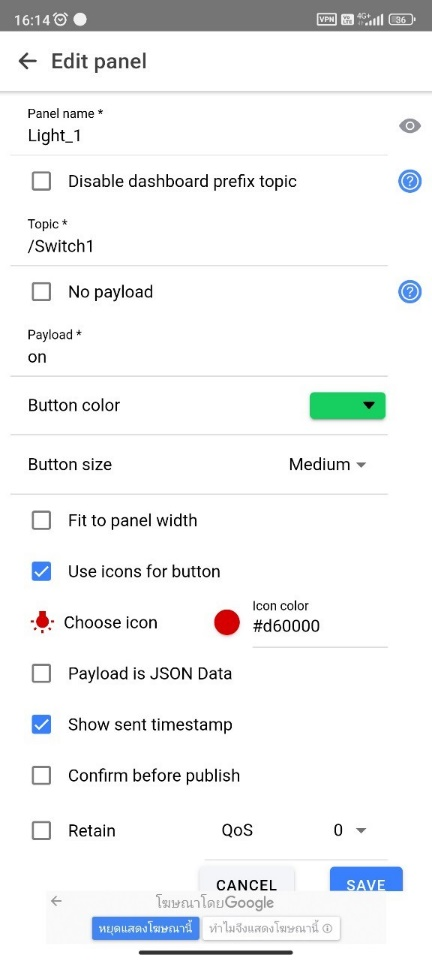 16:14
VPN
4G+
36
Edit panel
Panel name *
Light_1
Disable dashboard prefix topic
Topic *
/Switch1
No payload
Payload *
on
Button color
Button size
Medium
Fit to panel width
Use icons for button
Choose icon
Icon color
#d60000
Payload is JSON Data
Show sent timestamp
Confirm before publish
Retain
QoS
0
CANCEL
SAVE
โฆษณาโดยGoogle
หยุดแสดงโฆษณานี้
ทำไมจึงแสดงโฆษณานี้